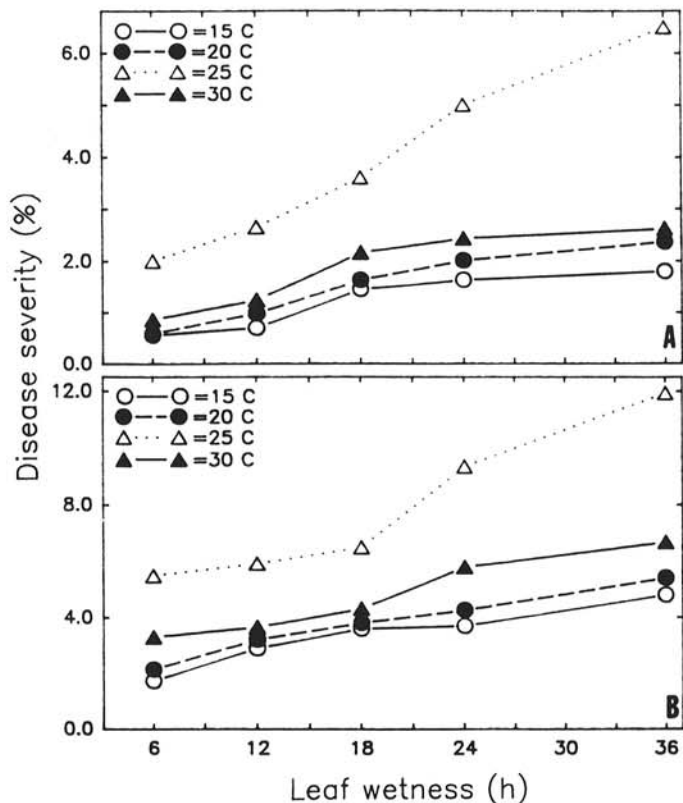 =15 C
=20 C
=25 C
=30 C
6.0
4.0
2.0
0.0
A
=15 C
=20 C
=25 C
=30 C
12.0
8.0
4.0
0.0
B
6 12 18 24 30 36
Disease severity (%)
Leaf wetness (h)